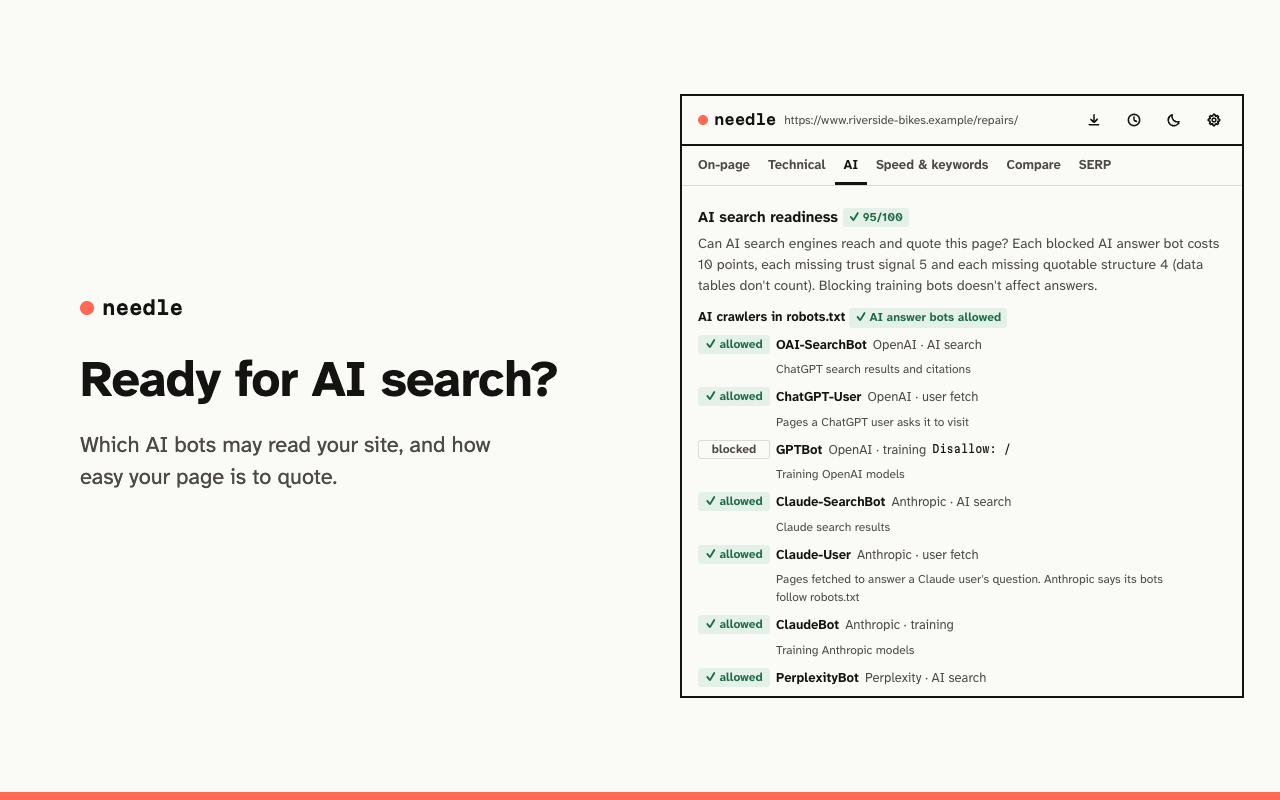 needle
Ready for AI search?
Which AI bots may read your site, and how
easy your page is to quote.
needle https://www.riverside-bikes.example/repairs/
On-page Technical AI Speed & keywords Compare SERP
AI search readiness ✓ 95/100
Can AI search engines reach and quote this page? Each blocked AI answer bot costs
10 points, each missing trust signal 5 and each missing quotable structure 4 (data
tables don't count). Blocking training bots doesn't affect answers.
AI crawlers in robots.txt ✓ AI answer bots allowed
✓ allowed OAI-SearchBot OpenAI · AI search
ChatGPT search results and citations
✓ allowed ChatGPT-User OpenAI · user fetch
Pages a ChatGPT user asks it to visit
blocked GPTBot OpenAI · training Disallow: /
Training OpenAI models
✓ allowed Claude-SearchBot Anthropic · AI search
Claude search results
✓ allowed Claude-User Anthropic · user fetch
Pages fetched to answer a Claude user's question. Anthropic says its bots
follow robots.txt
✓ allowed ClaudeBot Anthropic · training
Training Anthropic models
✓ allowed PerplexityBot Perplexity · AI search